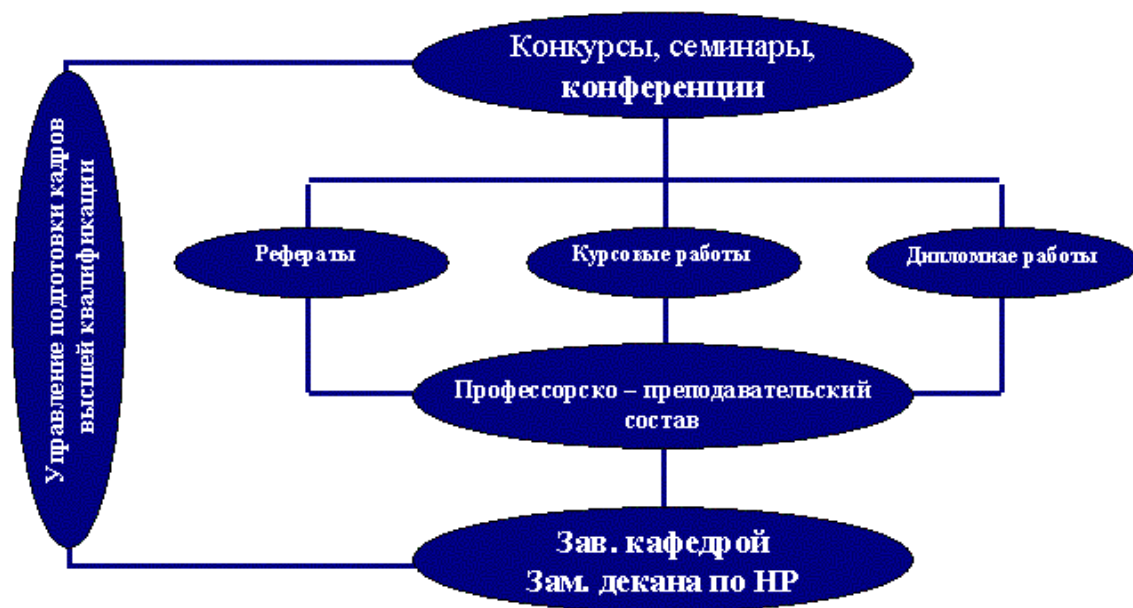 Конкурсы, семинары,
конференции
Управление подготовки кадров
высшей квалификации
Рефераты
Курсовые работы
Дипломнае работы
Профессорско – преподавательский
состав
Зав. кафедрой
Зам. декана по НР